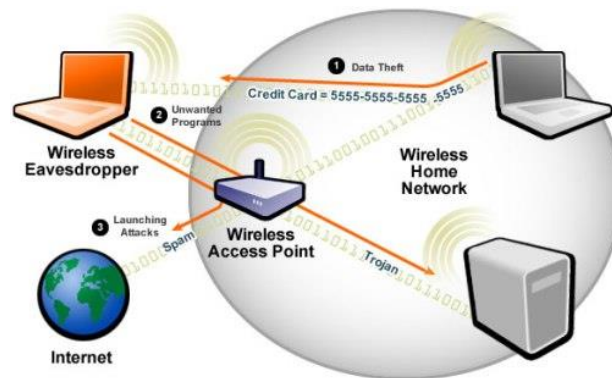 1 Data Theft
Credit Card = 5555-5555-5555 -5555
2 Unwanted
Programs
Wireless
Eavesdropper
Wireless
Home
Network
3 Launching
Attacks
Spam
Wireless
Access Point
Trojan
Internet